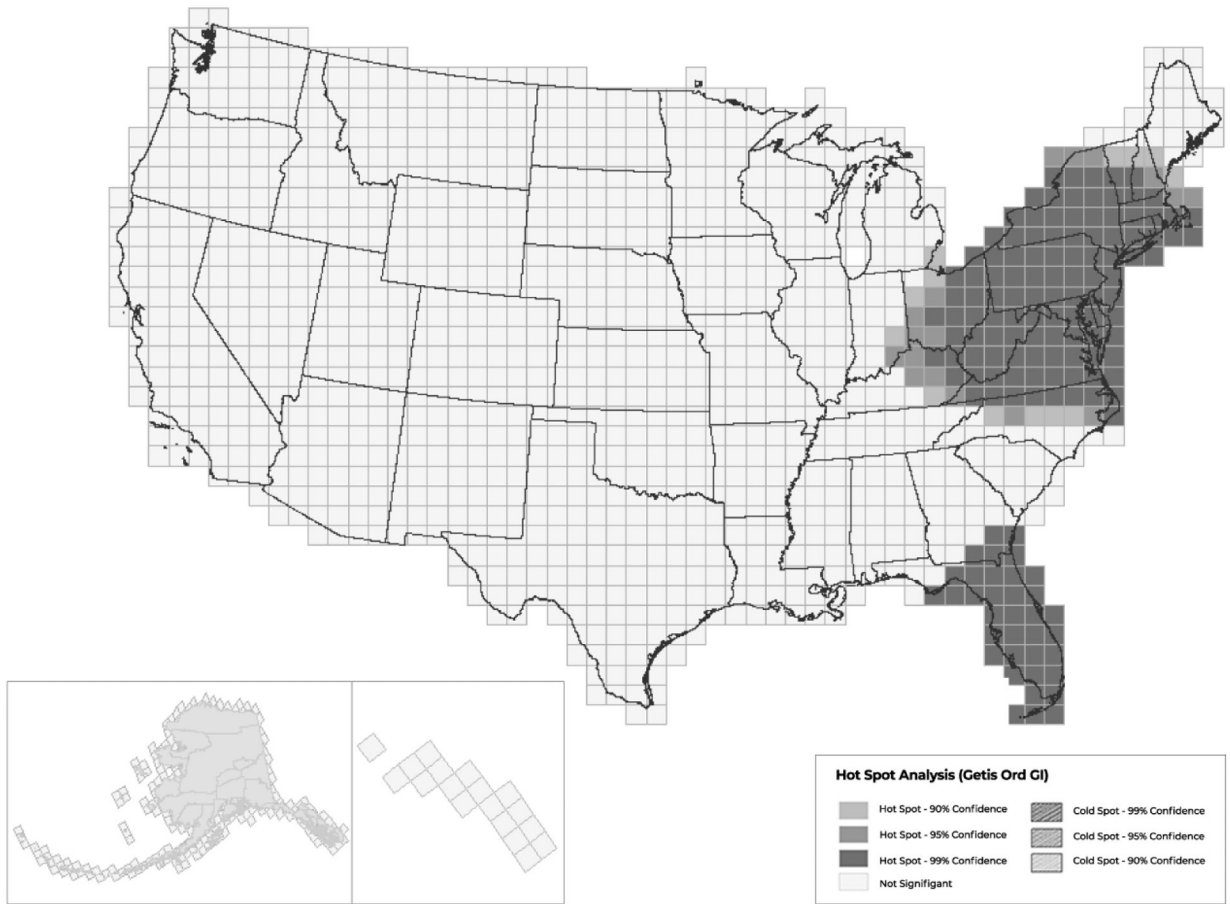 Hot Spot Analysis (Getis Ord GI)
Hot Spot - 90% Confidence
Hot Spot - 95% Confidence
Hot Spot - 99% Confidence
Not Signifigant
Cold Spot - 99% Confidence
Cold Spot - 95% Confidence
Cold Spot - 90% Confidence